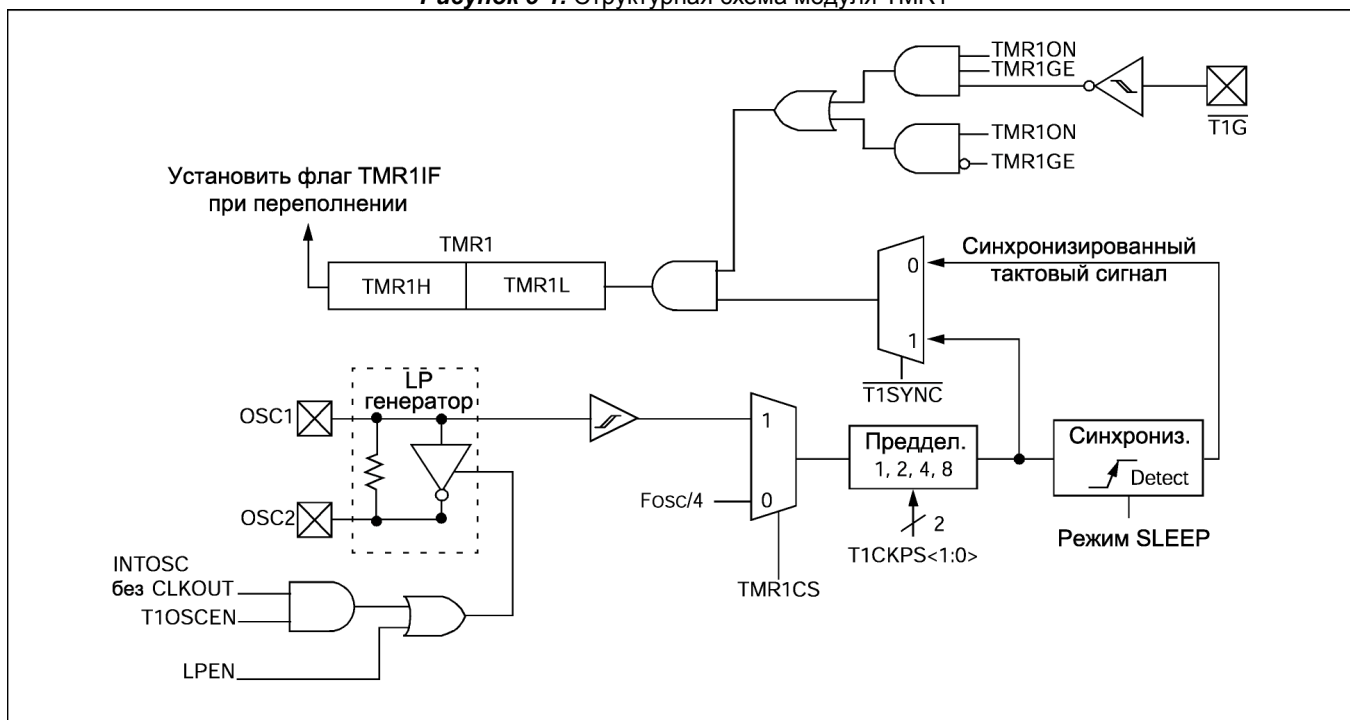 Рисунок Структурная схема модуля TMR1
TMR1ON
TMR1GE
T1G
TMR1ON
TMR1GE
Установить флаг TMR1IF
при переполнении
TMR1
TMR1H
TMR1L
0
1
Синхронизированный
тактовый сигнал
T1SYNC
LP
генератор
OSC1
OSC2
1
0
Fosc/4
TMR1CS
Преддел.
1, 2, 4, 8
2
T1CKPS<1:0>
Синхрониз.
Detect
Режим SLEEP
INTOSC
без CLKOUT
T1OSCEN
LPEN